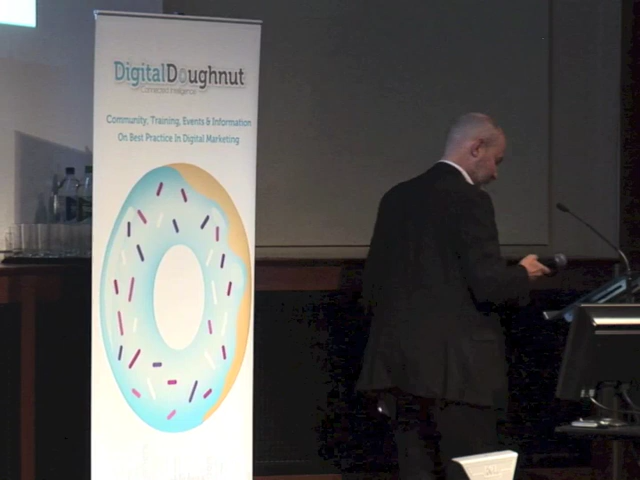 DigitalDoughnut
Connected Intelligence
Community, Training, Events & Information
On Best Practice In Digital Marketing